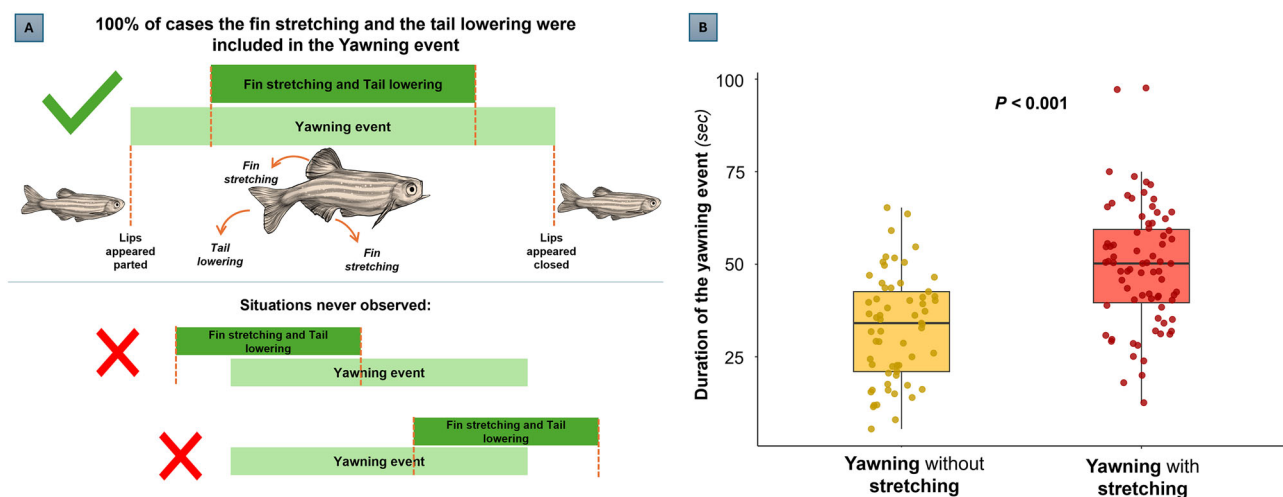 A
100% of cases the fin stretching and the tail lowering were
included in the Yawning event
Fin stretching and Tail lowering
Yawning event
Fin
stretching
Tail
lowering
Fin
stretching
Lips
appeared
parted
Lips
appeared
closed
Situations never observed:
Fin stretching and Tail
lowering
Yawning event
Fin stretching and Tail
lowering
Yawning event
B
Duration of the yawning event (sec)
100
75
50
25
P < 0.001
Yawning without
stretching
Yawning with
stretching